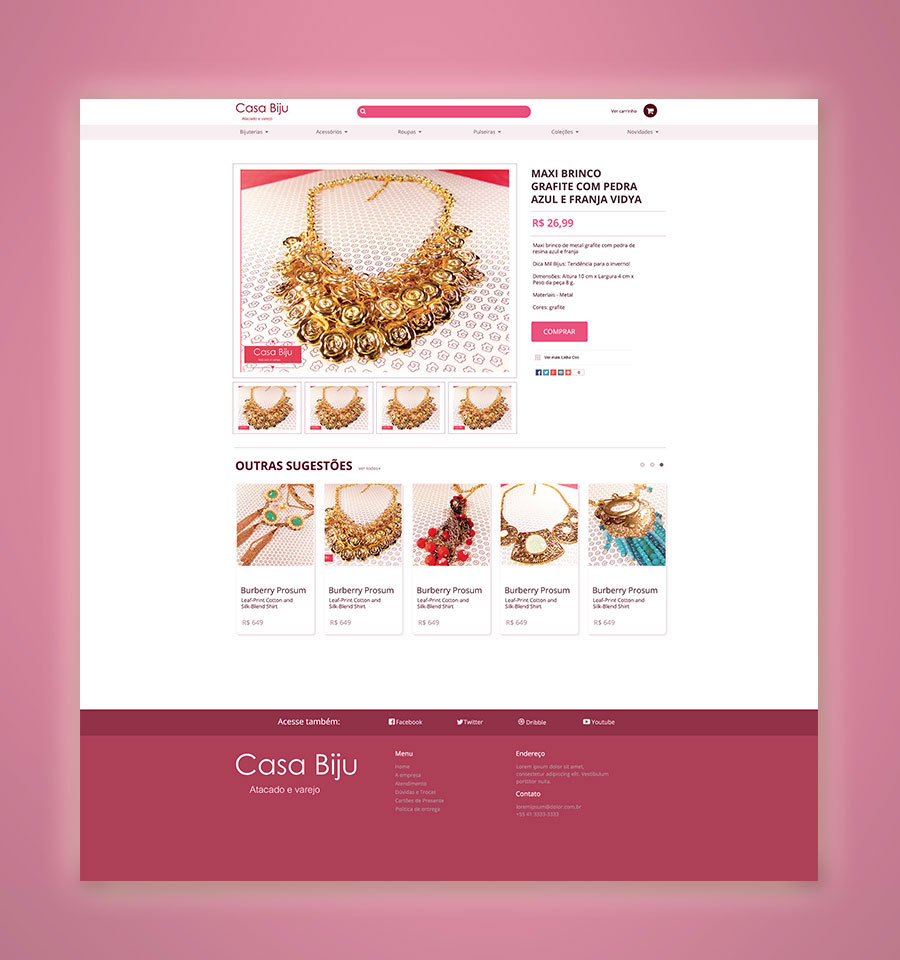 Casa Biju
Atacado e varejo
Ver carrinho
Bijuterias
Acessórios
Roupas
Pulseiras
Coleções
Novidades
MAXI BRINCO
GRAFITE COM PEDRA
AZUL E FRANJA VIDYA
R$ 26,99
Maxi brinco de metal grafite com pedra de
resina azul e franja
Dica Mil Bijus: Tendência para o inverno!
Dimensões: Altura 10 cm x Largura 4 cm x
Peso da peça 8 g.
Materiais - Metal
Cores: grafite
COMPRAR
Ver mais Linha Oro
0
Casa Biju
Atacado e varejo
OUTRAS SUGESTÕES
ver todos»
Burberry Prosum
Leaf-Print Cotton and
Silk-Blend Shirt
R$ 649
Burberry Prosum
Leaf-Print Cotton and
Silk-Blend Shirt
R$ 649
Burberry Prosum
Leaf-Print Cotton and
Silk-Blend Shirt
R$ 649
Burberry Prosum
Leaf-Print Cotton and
Silk-Blend Shirt
R$ 649
Burberry Prosum
Leaf-Print Cotton and
Silk-Blend Shirt
R$ 649
Acesse também:
Facebook
Twitter
Dribble
Youtube
Casa Biju
Atacado e varejo
Menu
Home
A empresa
Atendimento
Dúvidas e Trocas
Cartões de Presente
Política de entrega
Endereço
Lorem ipsum dolor sit amet,
consectetur adipiscing elit. Vestibulum
porttitor nulla.
Contato
loremipsum@dolor.com.br
+55 41 3333-3333